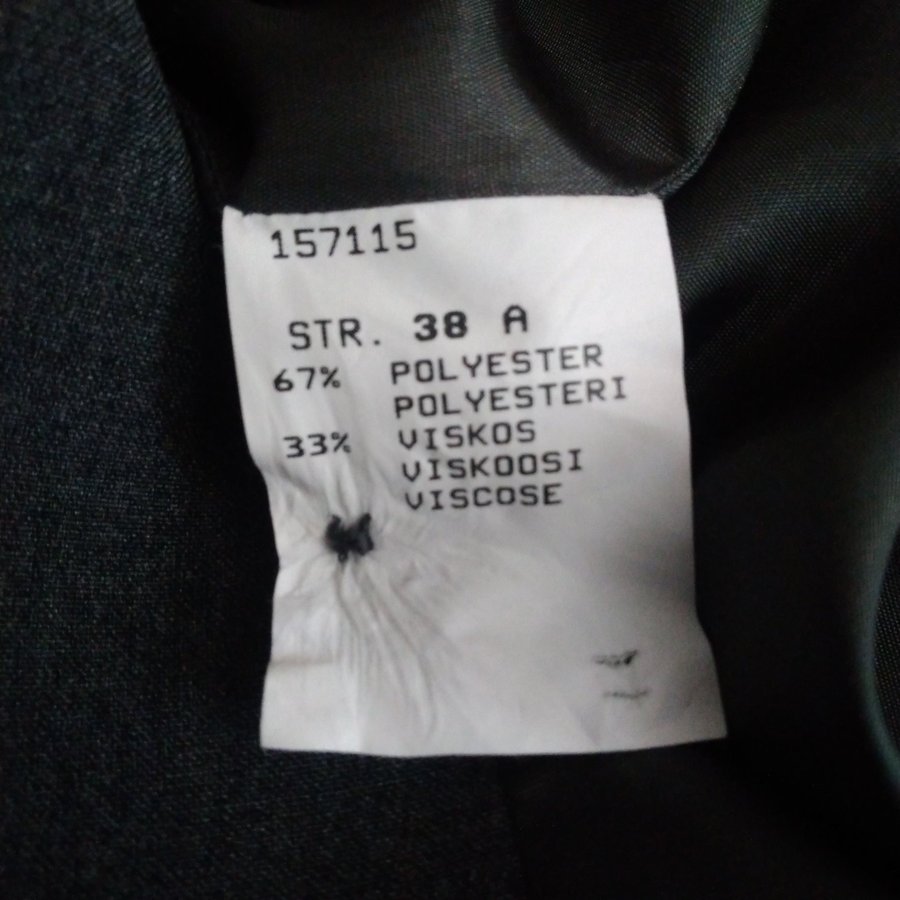 157115
STR. 38 A
67% POLYESTER
POLYESTERI
33% VISKOS
VISKOOSI
VISCOSE